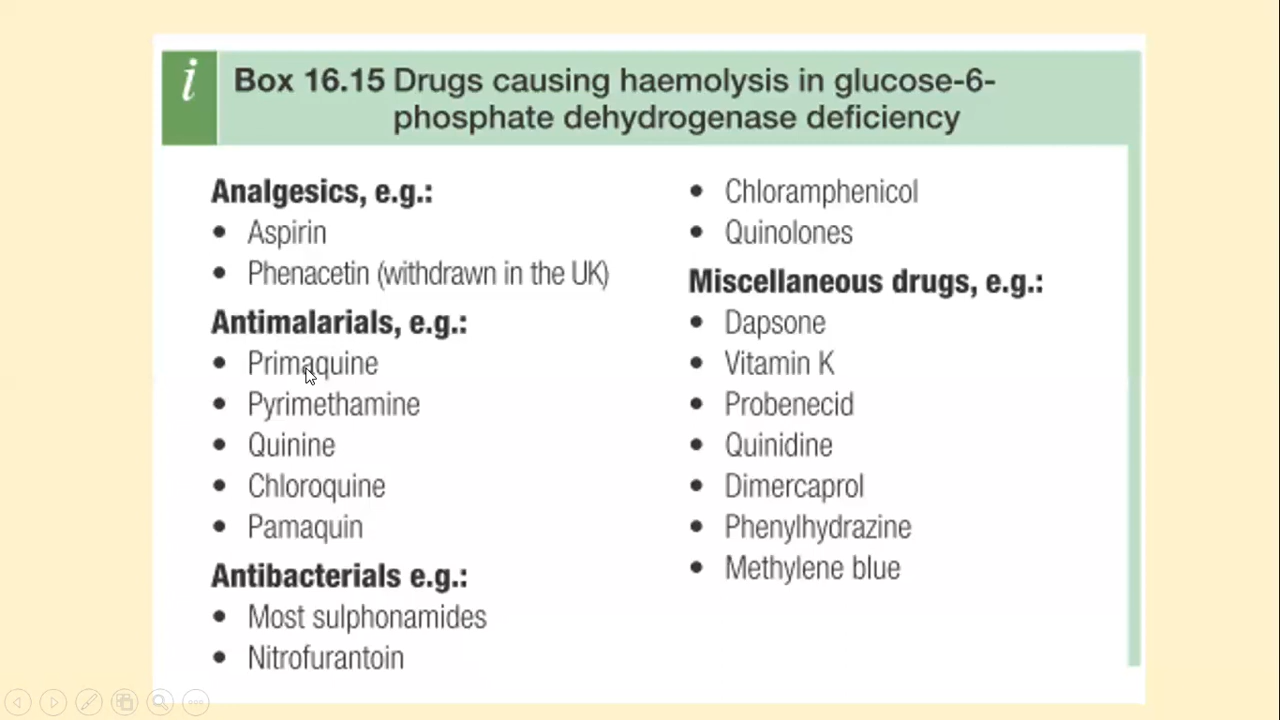 i
Box 16.15 Drugs causing haemolysis in glucose-6-
phosphate dehydrogenase deficiency
Analgesics, e.g.:
• Aspirin
• Phenacetin (withdrawn in the UK)
Antimalarials, e.g.:
• Primaquine
• Pyrimethamine
• Quinine
• Chloroquine
• Pamaquin
Antibacterials e.g.:
• Most sulphonamides
• Nitrofurantoin
• Chloramphenicol
• Quinolones
Miscellaneous drugs, e.g.:
• Dapsone
• Vitamin K
• Probenecid
• Quinidine
• Dimercaprol
• Phenylhydrazine
• Methylene blue